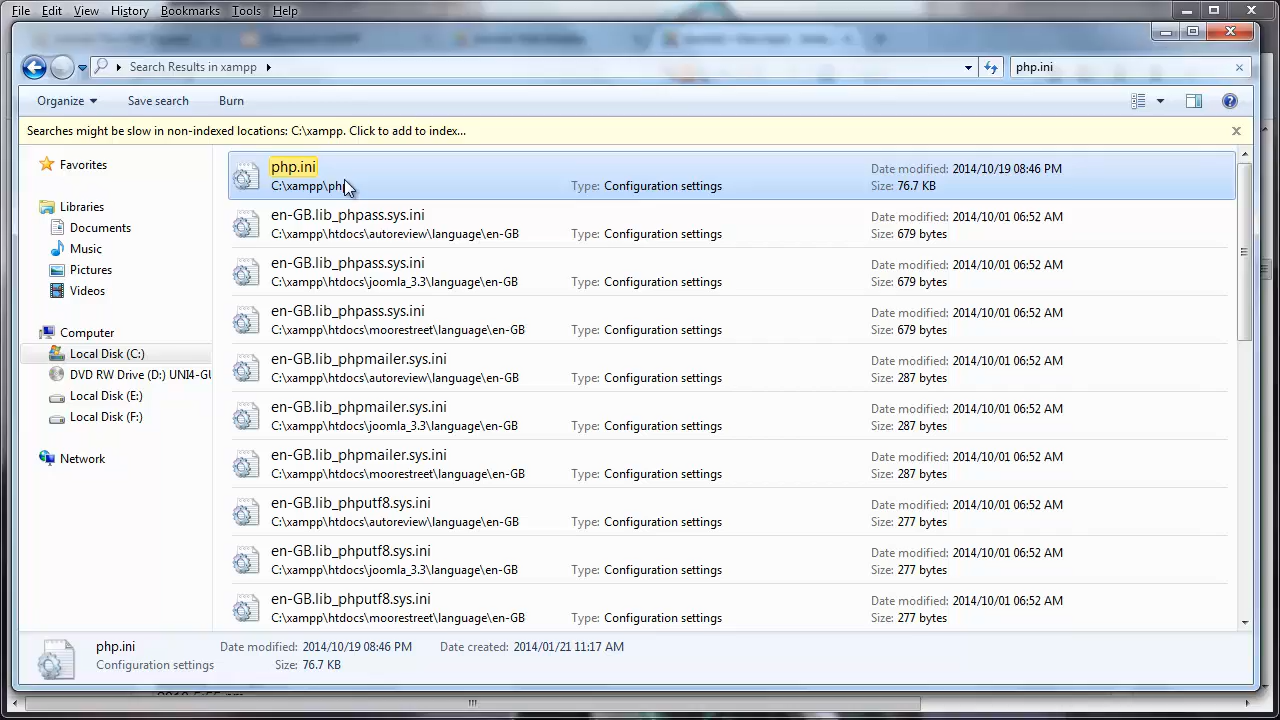 File Edit View History Bookmarks Tools Help
Search Results in xampp
php.ini
Organize Save search Burn
Searches might be slow in non-indexed locations: C:\xampp. Click to add to index...
Favorites
Libraries
Documents
Music
Pictures
Videos
Computer
Local Disk (C:)
DVD RW Drive (D:) UNI4-GU
Local Disk (E:)
Local Disk (F:)
Network
php.ini Date modified: 2014/10/19 08:46 PM
C:\xampp\php Type: Configuration settings Size: 76.7 KB
en-GB.lib_phpass.sys.ini Date modified: 2014/10/01 06:52 AM
C:\xampp\htdocs\autoreview\language\en-GB Type: Configuration settings Size: 679 bytes
en-GB.lib_phpass.sys.ini Date modified: 2014/10/01 06:52 AM
C:\xampp\htdocs\joomla_3.3\language\en-GB Type: Configuration settings Size: 679 bytes
en-GB.lib_phpass.sys.ini Date modified: 2014/10/01 06:52 AM
C:\xampp\htdocs\moorestreet\language\en-GB Type: Configuration settings Size: 679 bytes
en-GB.lib_phpmailer.sys.ini Date modified: 2014/10/01 06:52 AM
C:\xampp\htdocs\autoreview\language\en-GB Type: Configuration settings Size: 287 bytes
en-GB.lib_phpmailer.sys.ini Date modified: 2014/10/01 06:52 AM
C:\xampp\htdocs\joomla_3.3\language\en-GB Type: Configuration settings Size: 287 bytes
en-GB.lib_phpmailer.sys.ini Date modified: 2014/10/01 06:52 AM
C:\xampp\htdocs\moorestreet\language\en-GB Type: Configuration settings Size: 287 bytes
en-GB.lib_phputf8.sys.ini Date modified: 2014/10/01 06:52 AM
C:\xampp\htdocs\autoreview\language\en-GB Type: Configuration settings Size: 277 bytes
en-GB.lib_phputf8.sys.ini Date modified: 2014/10/01 06:52 AM
C:\xampp\htdocs\joomla_3.3\language\en-GB Type: Configuration settings Size: 277 bytes
en-GB.lib_phputf8.sys.ini Date modified: 2014/10/01 06:52 AM
C:\xampp\htdocs\moorestreet\language\en-GB Type: Configuration settings Size: 277 bytes
php.ini Date modified: 2014/10/19 08:46 PM Date created: 2014/01/21 11:17 AM
Configuration settings Size: 76.7 KB